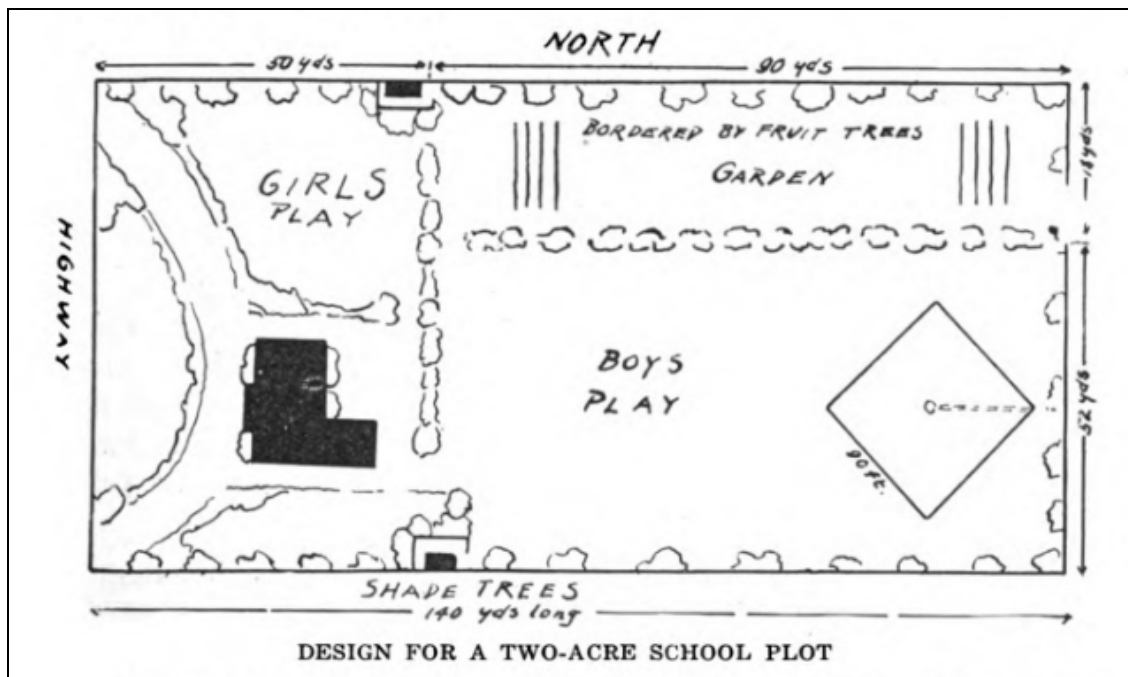 NORTH
50 yds
90 yds
BORDERED BY FRUIT TREES
GARDEN
18 yds
GIRLS
PLAY
HIGHWAY
BOYS
PLAY
52 yds
90 ft.
SHADE TREES
140 yds long
DESIGN FOR A TWO-ACRE SCHOOL PLOT